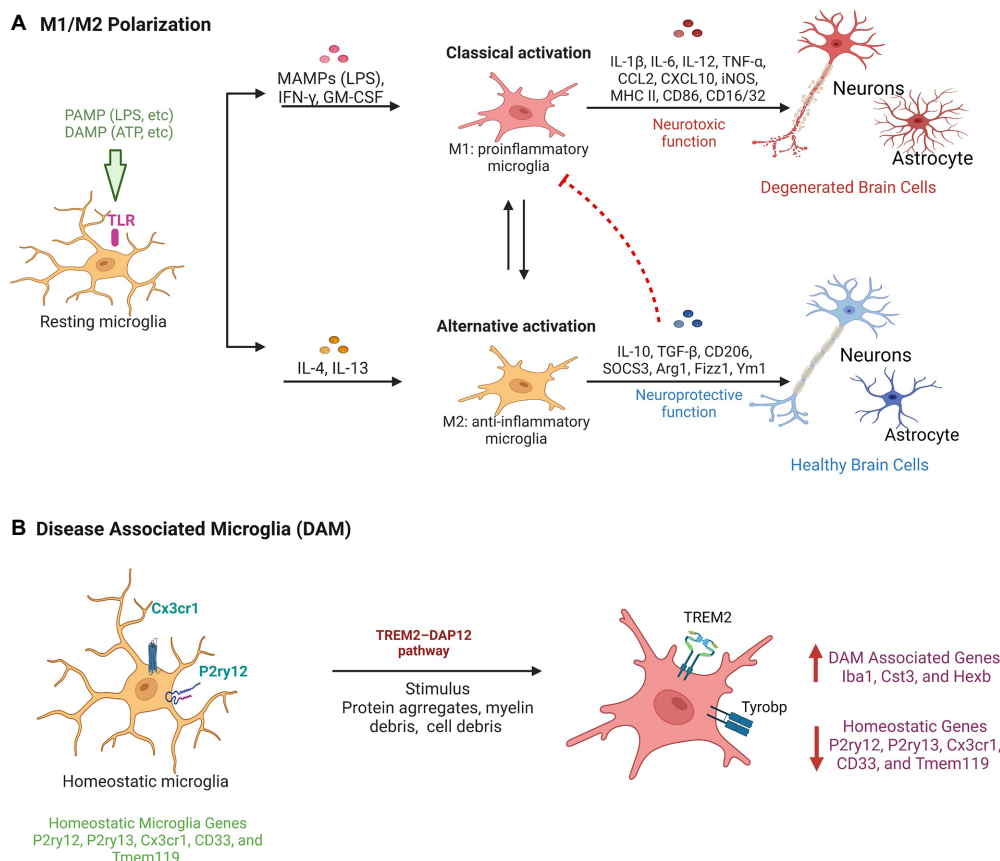 A M1/M2 Polarization
PAMP (LPS, etc)
DAMP (ATP, etc)
TLR
Resting microglia
MAMPs (LPS),
IFN-γ, GM-CSF
IL-4, IL-13
Classical activation
M1: proinflammatory
microglia
Alternative activation
M2: anti-inflammatory
microglia
IL-1β, IL-6, IL-12, TNF-α,
CCL2, CXCL10, iNOS,
MHC II, CD86, CD16/32
Neurotoxic
function
Neurons
Astrocyte
Degenerated Brain Cells
IL-10, TGF-β, CD206,
SOCS3, Arg1, Fizz1, Ym1
Neuroprotective
function
Neurons
Astrocyte
Healthy Brain Cells
B Disease Associated Microglia (DAM)
Cx3cr1
P2ry12
Homeostatic microglia
Homeostatic Microglia Genes
P2ry12, P2ry13, Cx3cr1, CD33, and
Tmem119
TREM2–DAP12
pathway
Stimulus
Protein agrregates, myelin
debris, cell debris
TREM2
Tyrobp
DAM Associated Genes
Iba1, Cst3, and Hexb
Homeostatic Genes
P2ry12, P2ry13, Cx3cr1,
CD33, and Tmem119